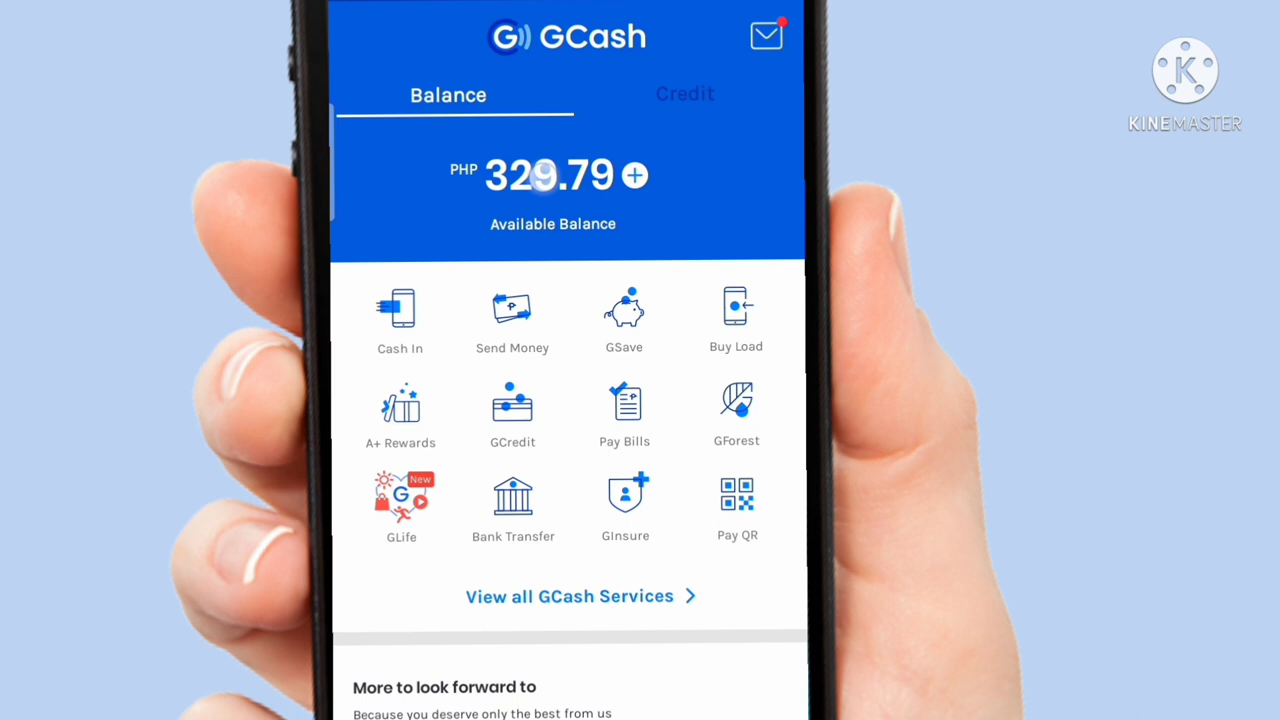 GCash
Balance
Credit
PHP 329.79
Available Balance
Cash In
Send Money
GSave
Buy Load
A+ Rewards
GCredit
Pay Bills
GForest
New
GLife
Bank Transfer
GInsure
Pay QR
View all GCash Services
More to look forward to
Because you deserve only the best from us
KINEMASTER